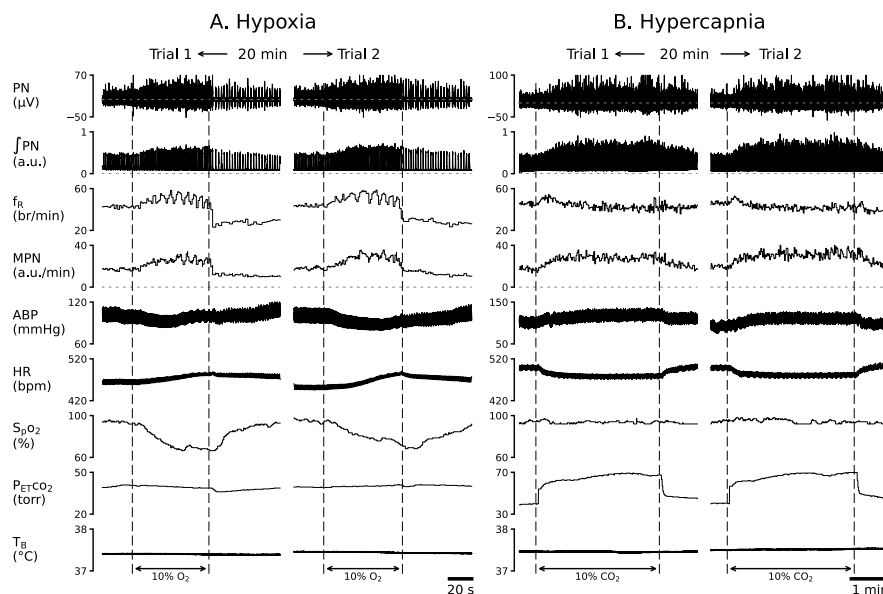 A. Hypoxia
B. Hypercapnia
Trial 1 ← 20 min → Trial 2
Trial 1 ← 20 min → Trial 2
PN
(µV)
70
−50
100
−50
∫PN
(a.u.)
1
0
1
0
fR
(br/min)
60
20
60
20
MPN
(a.u./min)
40
0
40
0
ABP
(mmHg)
120
60
150
50
HR
(bpm)
520
420
520
420
SpO2
(%)
100
60
100
60
PETCO2
(torr)
50
20
70
30
TB
(°C)
38
37
38
37
10% O2
10% O2
10% CO2
10% CO2
20 s
1 min